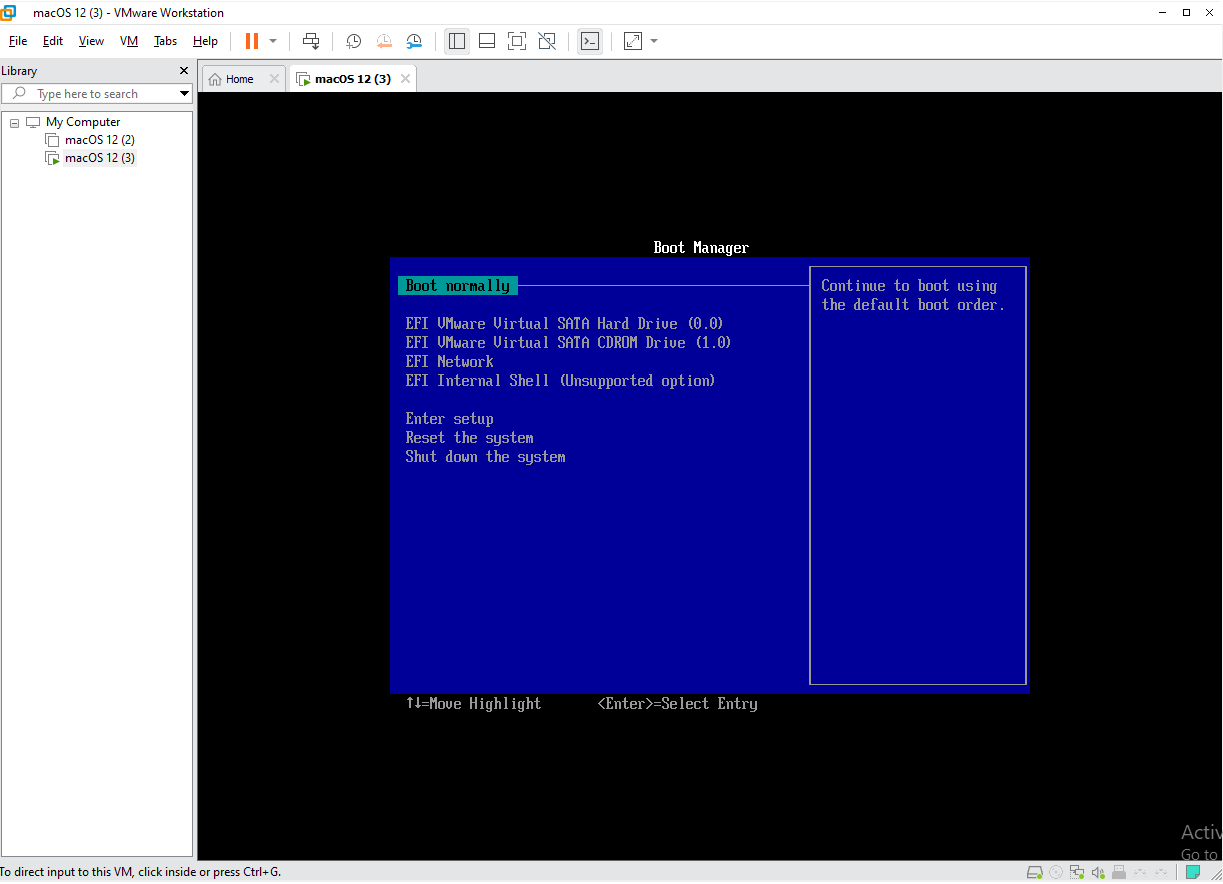 macOS 12 (3) - VMware Workstation
File Edit View VM Tabs Help
Library
Type here to search
My Computer
macOS 12 (2)
macOS 12 (3)
Home
macOS 12 (3)
Boot Manager
Boot normally
EFI VMware Virtual SATA Hard Drive (0.0)
EFI VMware Virtual SATA CDROM Drive (1.0)
EFI Network
EFI Internal Shell (Unsupported option)
Enter setup
Reset the system
Shut down the system
Continue to boot using
the default boot order.
↑↓=Move Highlight <Enter>=Select Entry
Activ
Go to
To direct input to this VM, click inside or press Ctrl+G.